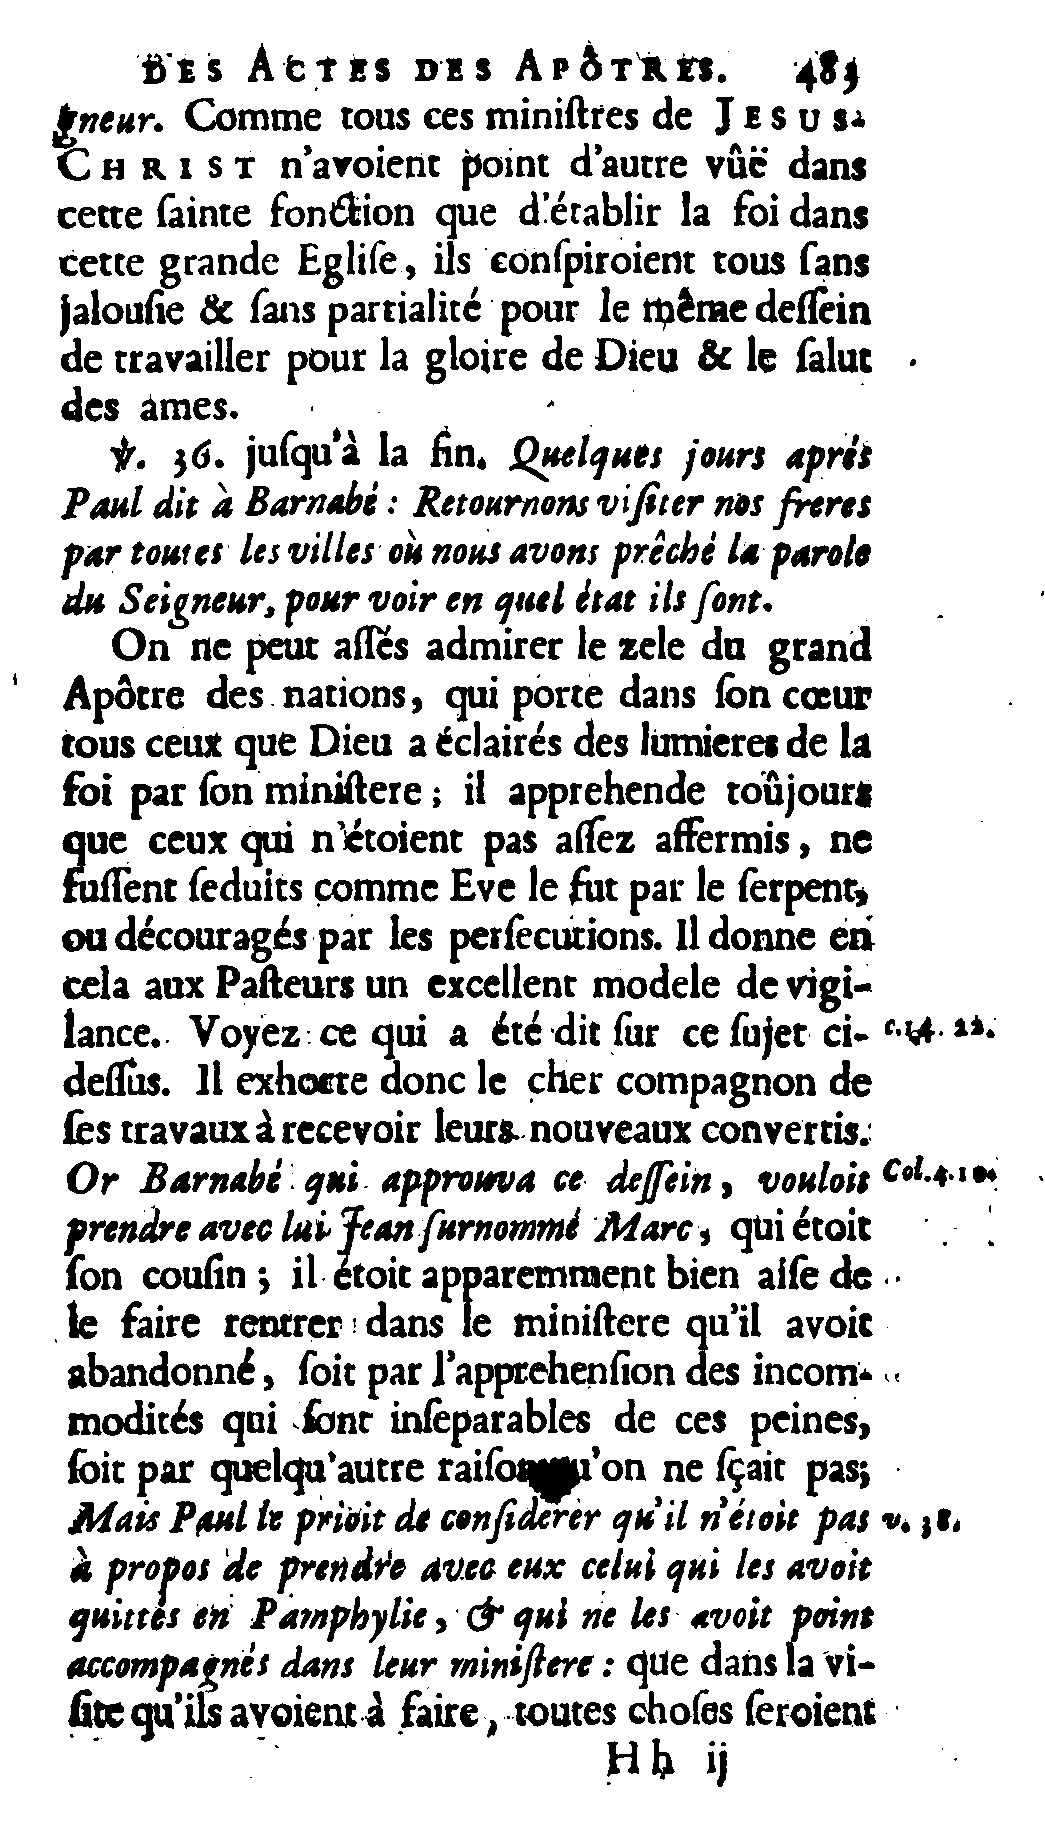 DES ACTES DES APÔTRES. 483
gneur. Comme tous ces miniſtres de JESUS-
CHRIST n'avoient point d'autre vûë dans
cette ſainte fonction que d'établir la foi dans
cette grande Egliſe, ils conſpiroient tous ſans
jalouſie & ſans partialité pour le même deſſein
de travailler pour la gloire de Dieu & le ſalut
des ames.
℣. 36. juſqu'à la fin. Quelques jours aprés
Paul dit à Barnabé : Retournons viſiter nos freres
par toutes les villes où nous avons prêché la parole
du Seigneur, pour voir en quel état ils ſont.
On ne peut aſſés admirer le zele du grand
Apôtre des nations, qui porte dans ſon cœur
tous ceux que Dieu a éclairés des lumieres de la
foi par ſon miniſtere ; il apprehende toûjours
que ceux qui n'étoient pas aſſez affermis, ne
fuſſent ſeduits comme Eve le fut par le ſerpent,
ou découragés par les perſecutions. Il donne en
cela aux Paſteurs un excellent modele de vigi-
lance. Voyez ce qui a été dit ſur ce ſujet ci- c. 14. 22.
deſſus. Il exhorte donc le cher compagnon de
ſes travaux à recevoir leurs nouveaux convertis.
Or Barnabé qui approuva ce deſſein, vouloit Col. 4. 10.
prendre avec lui Jean ſurnommé Marc, qui étoit
ſon couſin ; il étoit apparemment bien aiſe de
le faire rentrer dans le miniſtere qu'il avoit
abandonné, ſoit par l'apprehenſion des incom-
modités qui ſont inſeparables de ces peines,
ſoit par quelqu'autre raiſon qu'on ne ſçait pas;
Mais Paul le prioit de conſiderer qu'il n'étoit pas v. 38.
à propos de prendre avec eux celui qui les avoit
quittés en Pamphylie, & qui ne les avoit point
accompagnés dans leur miniſtere : que dans la vi-
ſite qu'ils avoient à faire, toutes choſes ſeroient
Hh ij